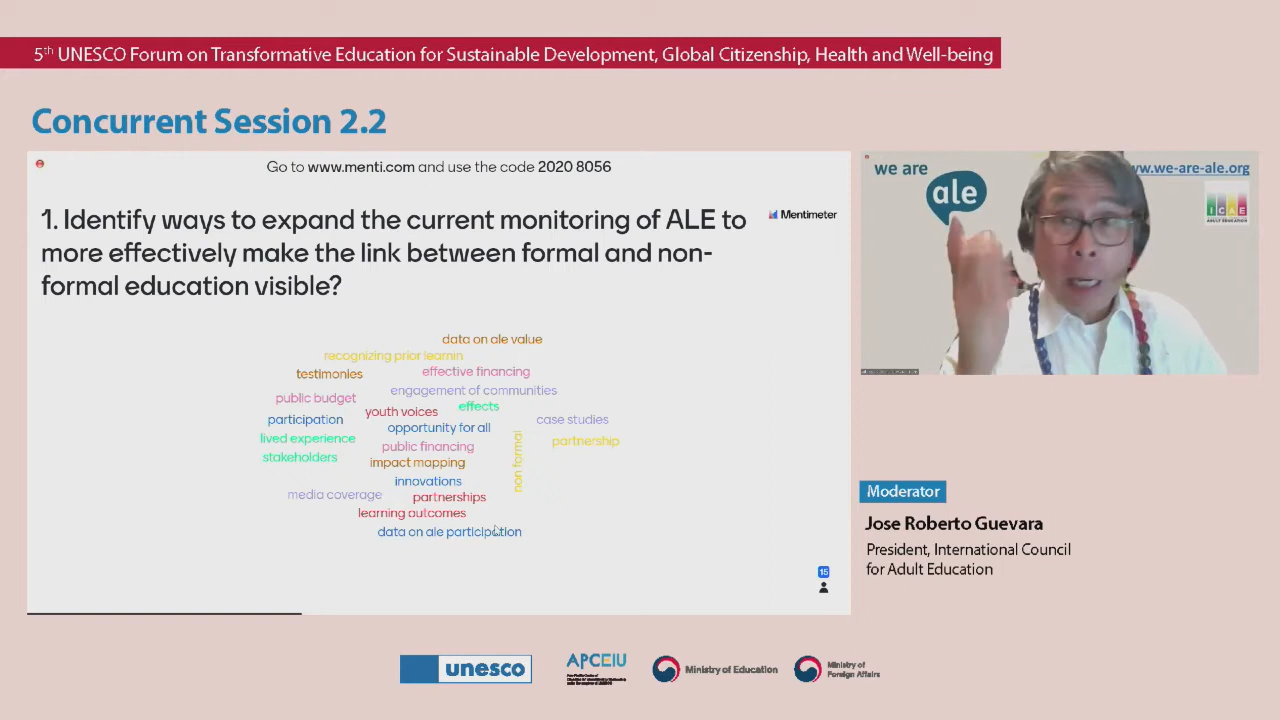 5th UNESCO Forum on Transformative Education for Sustainable Development, Global Citizenship, Health and Well-being
Concurrent Session 2.2
Go to www.menti.com and use the code 2020 8056
1. Identify ways to expand the current monitoring of ALE to
more effectively make the link between formal and non-
formal education visible?
Mentimeter
data on ale value
recognizing prior learnin
testimonies
effective financing
engagement of communities
public budget
effects
youth voices
participation
case studies
opportunity for all
lived experience
partnership
public financing
stakeholders
impact mapping
non formal
innovations
media coverage
partnerships
learning outcomes
data on ale participation
15
we are
ale
www.we-are-ale.org
ICAE
ADULT EDUCATION
Moderator
Jose Roberto Guevara
President, International Council
for Adult Education
unesco
APCEIU
Ministry of Education
Ministry of
Foreign Affairs